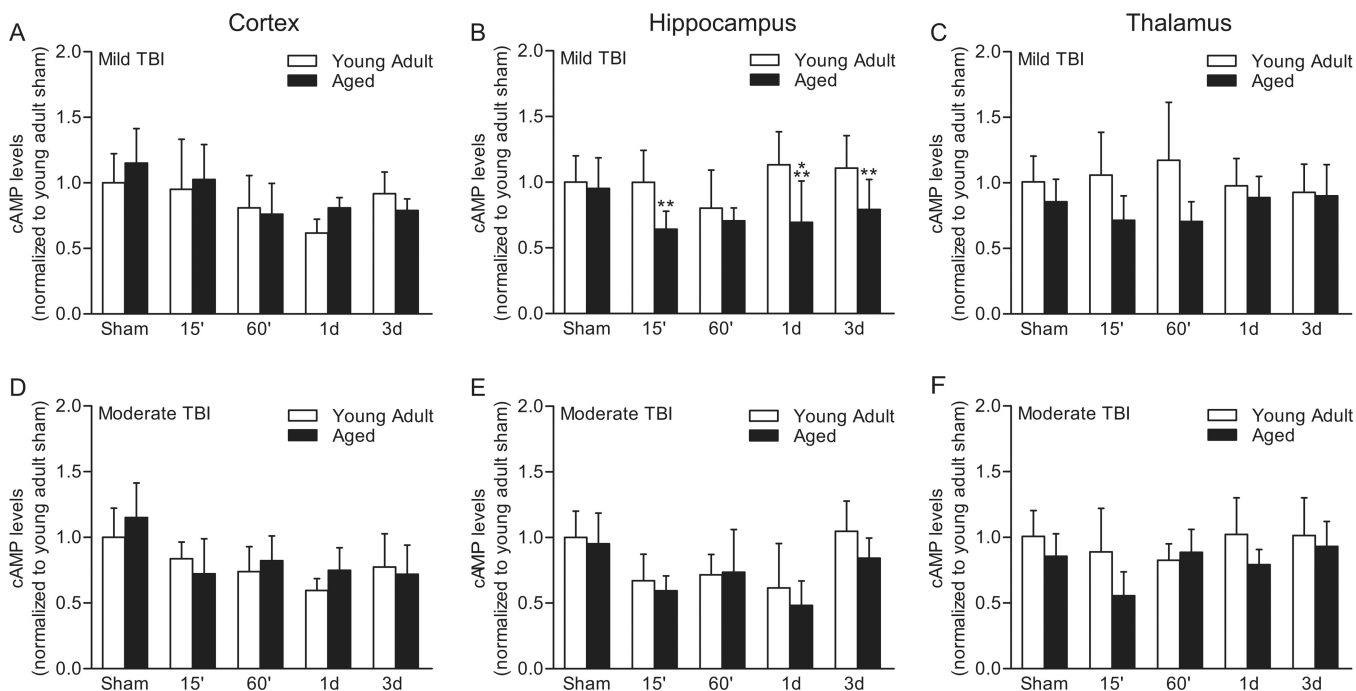 Cortex
Hippocampus
Thalamus
A
2.0
1.5
1.0
0.5
0.0
cAMP levels
(normalized to young adult sham)
Mild TBI
Young Adult
Aged
Sham 15' 60' 1d 3d
B
2.0
1.5
1.0
0.5
0.0
cAMP levels
(normalized to young adult sham)
Mild TBI
Young Adult
Aged
**
*
**
**
Sham 15' 60' 1d 3d
C
2.0
1.5
1.0
0.5
0.0
cAMP levels
(normalized to young adult sham)
Mild TBI
Young Adult
Aged
Sham 15' 60' 1d 3d
D
2.0
1.5
1.0
0.5
0.0
cAMP levels
(normalized to young adult sham)
Moderate TBI
Young Adult
Aged
Sham 15' 60' 1d 3d
E
2.0
1.5
1.0
0.5
0.0
cAMP levels
(normalized to young adult sham)
Moderate TBI
Young Adult
Aged
Sham 15' 60' 1d 3d
F
2.0
1.5
1.0
0.5
0.0
cAMP levels
(normalized to young adult sham)
Moderate TBI
Young Adult
Aged
Sham 15' 60' 1d 3d